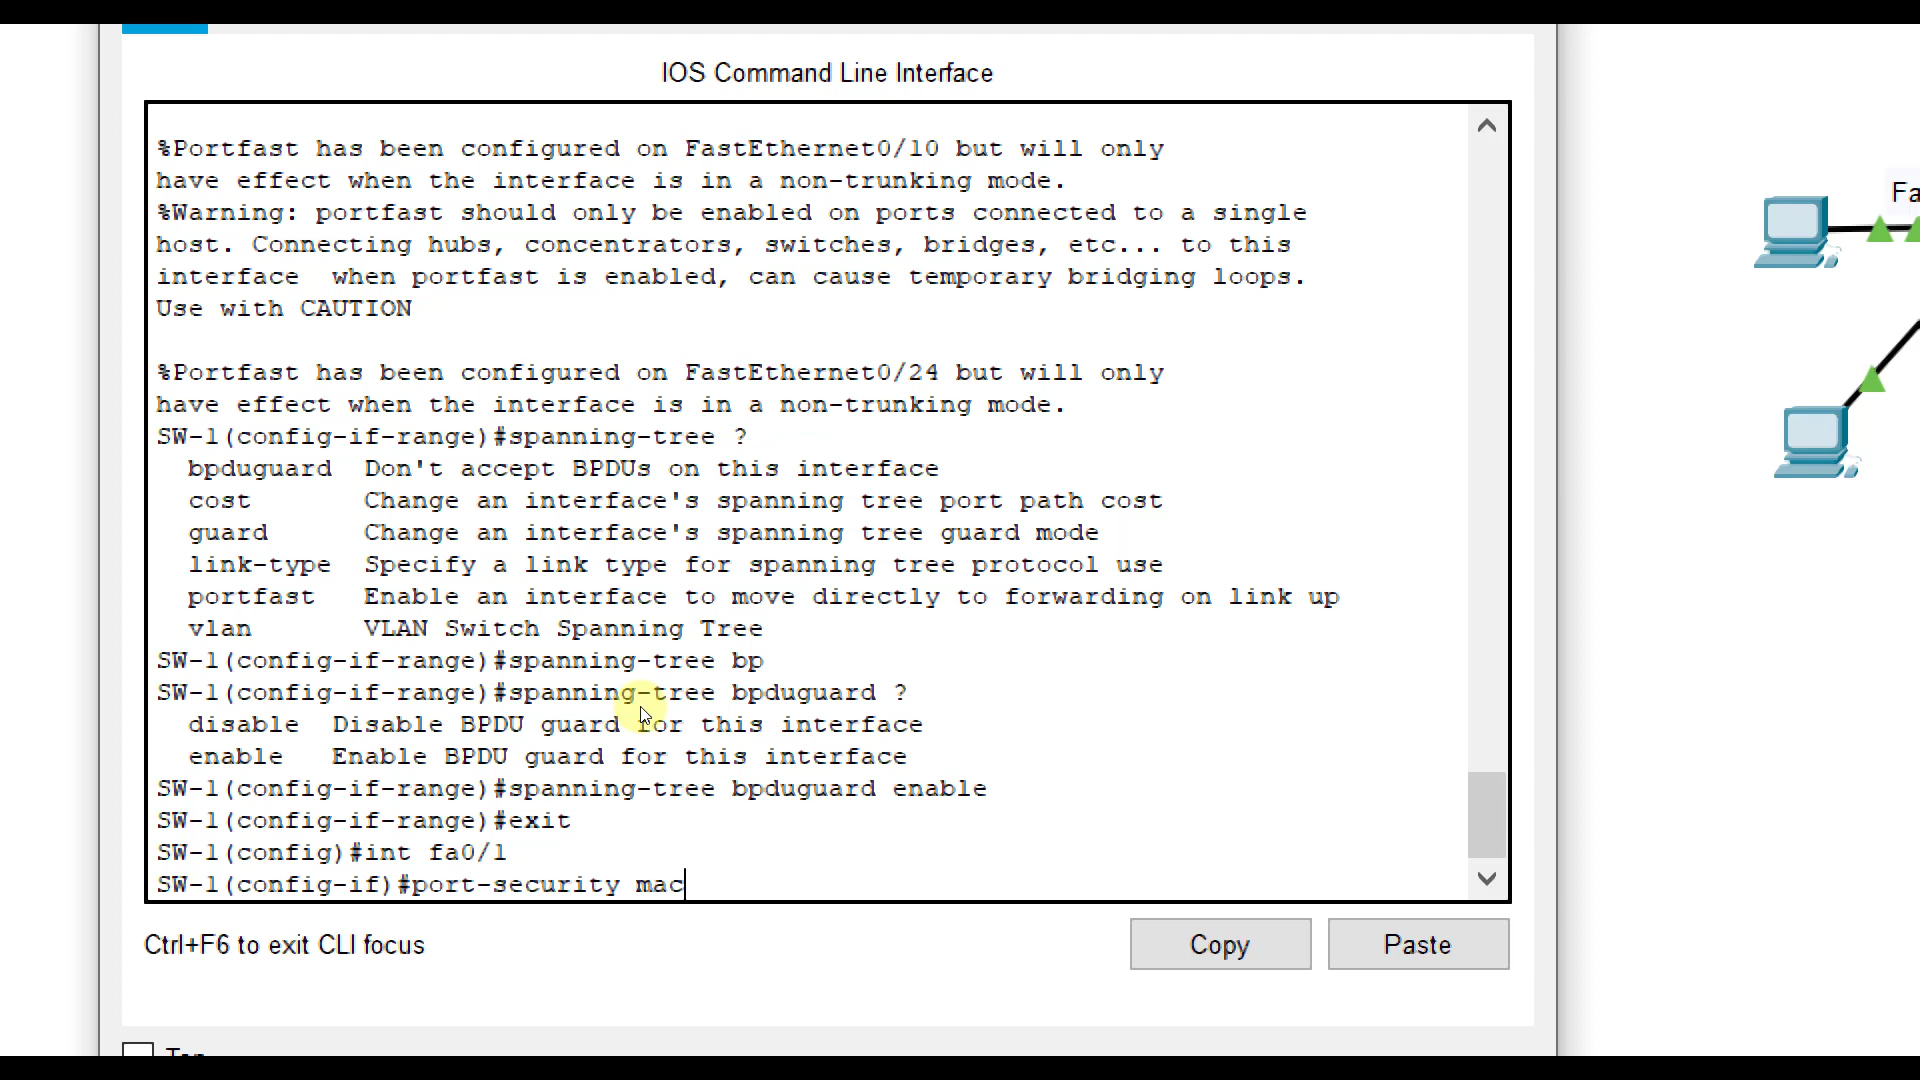 IOS Command Line Interface
%Portfast has been configured on FastEthernet0/10 but will only
have effect when the interface is in a non-trunking mode.
%Warning: portfast should only be enabled on ports connected to a single
host. Connecting hubs, concentrators, switches, bridges, etc... to this
interface  when portfast is enabled, can cause temporary bridging loops.
Use with CAUTION
%Portfast has been configured on FastEthernet0/24 but will only
have effect when the interface is in a non-trunking mode.
SW-1(config-if-range)#spanning-tree ?
bpduguard  Don't accept BPDUs on this interface
cost       Change an interface's spanning tree port path cost
guard      Change an interface's spanning tree guard mode
link-type  Specify a link type for spanning tree protocol use
portfast   Enable an interface to move directly to forwarding on link up
vlan       VLAN Switch Spanning Tree
SW-1(config-if-range)#spanning-tree bp
SW-1(config-if-range)#spanning-tree bpduguard ?
disable  Disable BPDU guard for this interface
enable   Enable BPDU guard for this interface
SW-1(config-if-range)#spanning-tree bpduguard enable
SW-1(config-if-range)#exit
SW-1(config)#int fa0/1
SW-1(config-if)#port-security mac
Ctrl+F6 to exit CLI focus
Copy
Paste
Fa